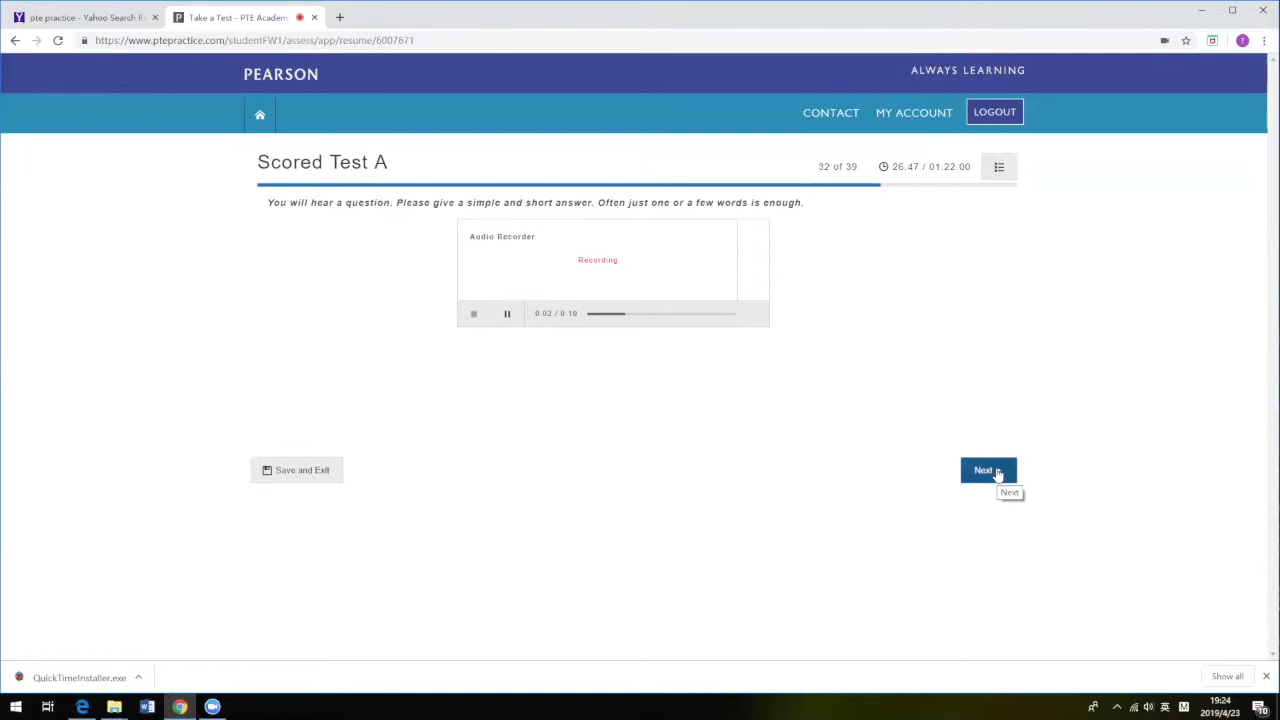 pte practice - Yahoo Search R
Take a Test - PTE Academ
https://www.ptepractice.com/studentFW1/assess/app/resume/6007671
T
PEARSON
ALWAYS LEARNING
CONTACT
MY ACCOUNT
LOGOUT
Scored Test A
32 of 39
26:47 / 01:22:00
You will hear a question. Please give a simple and short answer. Often just one or a few words is enough.
Audio Recorder
Recording
0:02 / 0:10
Save and Exit
Next
Next
QuickTimeInstaller.exe
Show all
英
M
19:24
2019/4/23
10